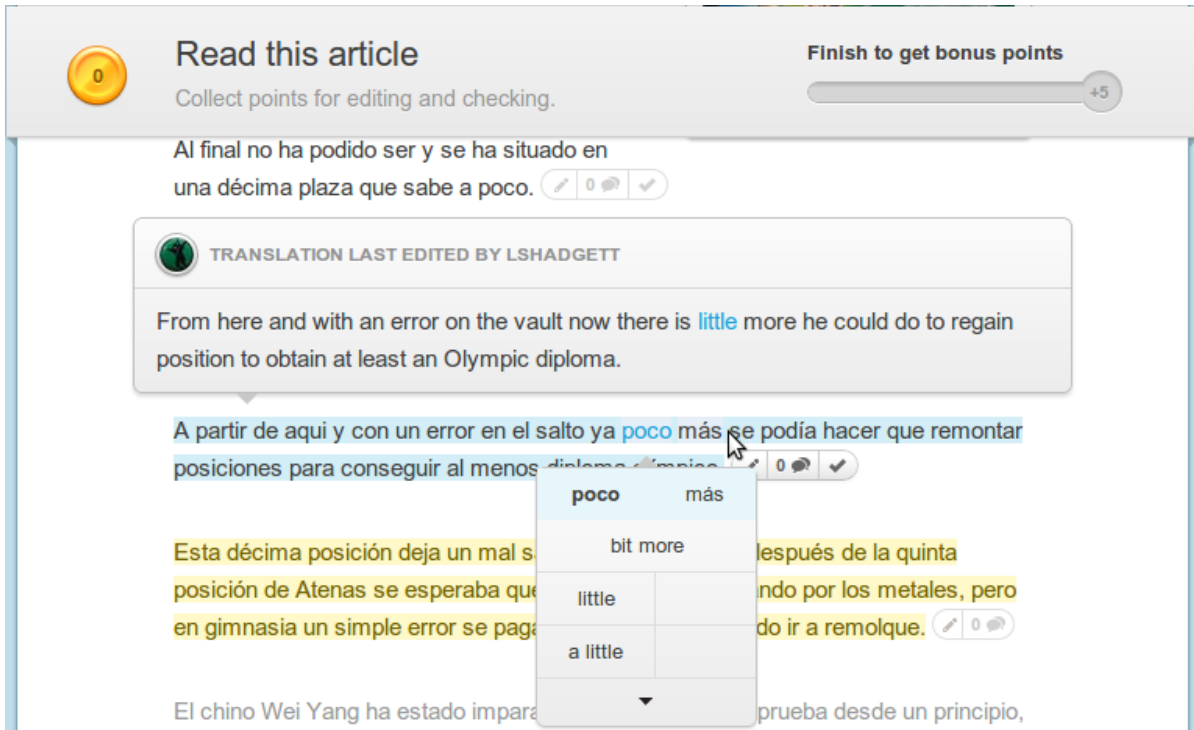 0
Read this article
Collect points for editing and checking.
Finish to get bonus points
+5
Al final no ha podido ser y se ha situado en
una décima plaza que sabe a poco. 0
TRANSLATION LAST EDITED BY LSHADGETT
From here and with an error on the vault now there is little more he could do to regain
position to obtain at least an Olympic diploma.
A partir de aqui y con un error en el salto ya poco más se podía hacer que remontar
posiciones para conseguir al menos diploma olímpico. 0
poco más
bit more
little
a little
Esta décima posición deja un mal s después de la quinta
posición de Atenas se esperaba que ndo por los metales, pero
en gimnasia un simple error se paga do ir a remolque. 0
El chino Wei Yang ha estado impara prueba desde un principio,